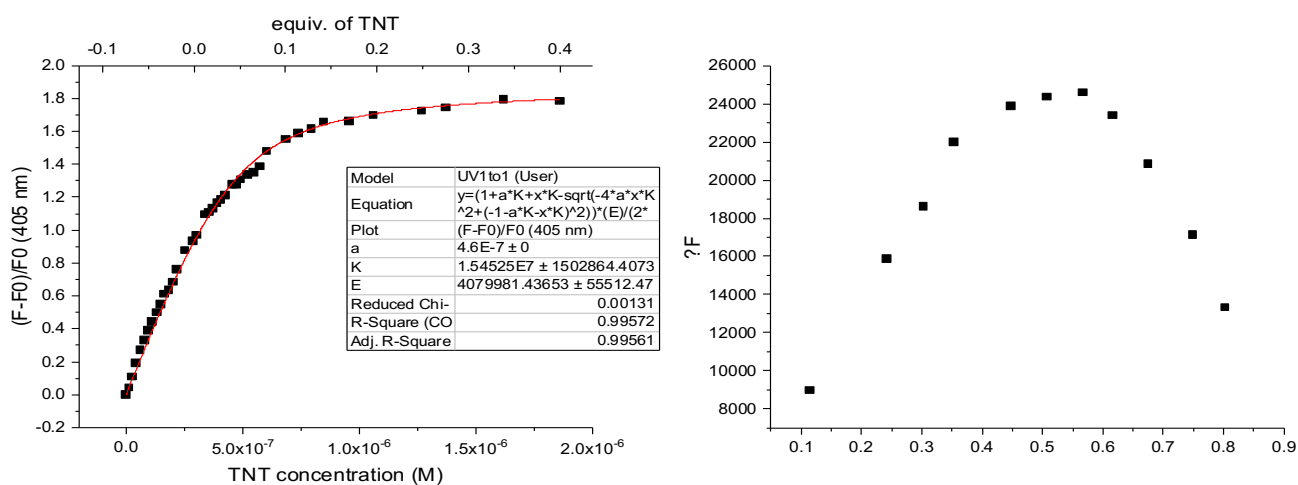 equiv. of TNT
-0.1 0.0 0.1 0.2 0.3 0.4
2.0
1.8
1.6
1.4
1.2
1.0
0.8
0.6
0.4
0.2
0.0
-0.2
(F-F0)/F0 (405 nm)
Model UV1to1 (User)
Equation y=(1+a*K+x*K-sqrt(-4*a*x*K
^2+(-1-a*K-x*K)^2))*(E)/(2*
Plot (F-F0)/F0 (405 nm)
a 4.6E-7 ± 0
K 1.54525E7 ± 1502864.4073
E 4079981.43653 ± 55512.47
Reduced Chi- 0.00131
R-Square (CO 0.99572
Adj. R-Square 0.99561
0.0 5.0x10⁻⁷ 1.0x10⁻⁶ 1.5x10⁻⁶ 2.0x10⁻⁶
TNT concentration (M)
26000
24000
22000
20000
18000
16000
14000
12000
10000
8000
?F
0.1 0.2 0.3 0.4 0.5 0.6 0.7 0.8 0.9